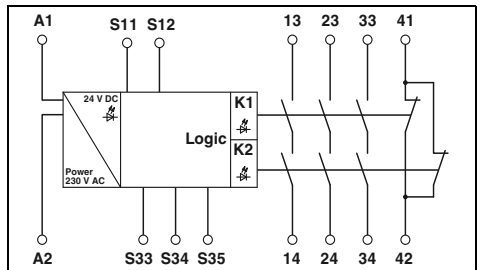 A1 S11 S12 13 23 33 41
24 V DC
K1
Logic
K2
Power
230 V AC
A2 S33 S34 S35 14 24 34 42